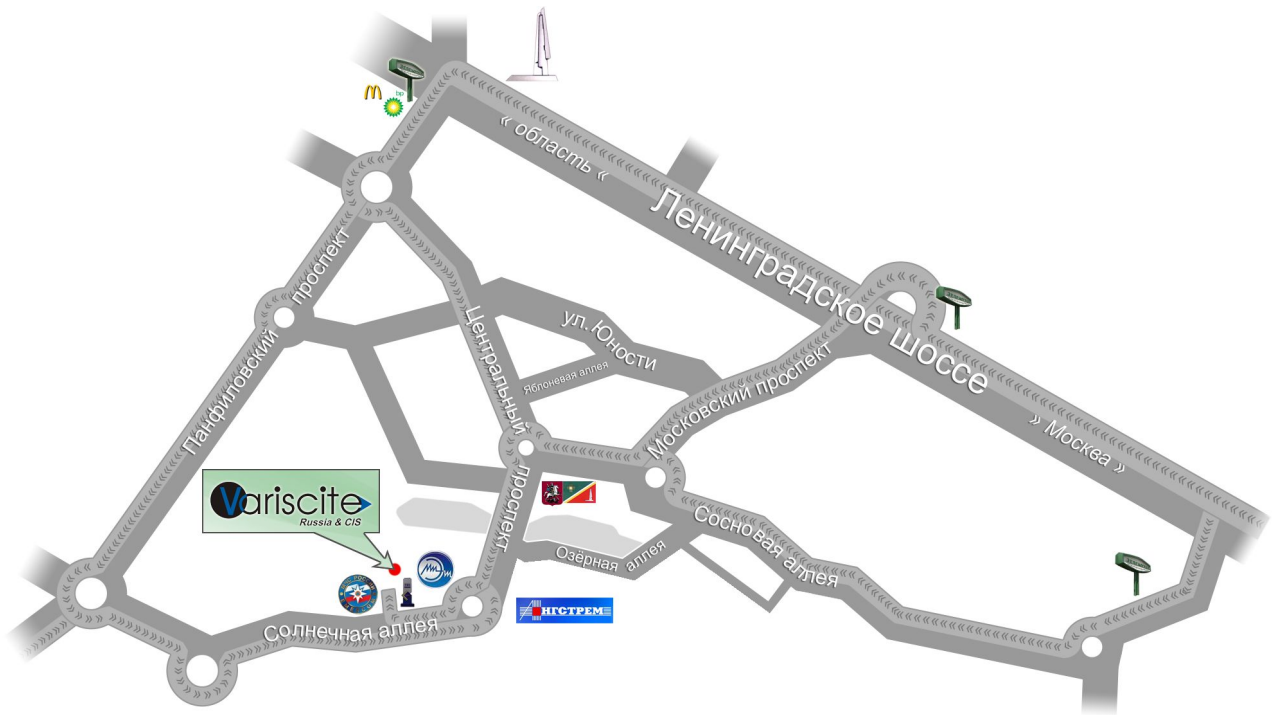 bp
« область «
Ленинградское шоссе
» Москва »
проспект
Панфиловский
Центральный
проспект
ул. Юности
Яблоневая аллея
Московский проспект
Variscite
Russia & CIS
Сосновая аллея
Озёрная аллея
НГСТРЕМ
Солнечная аллея